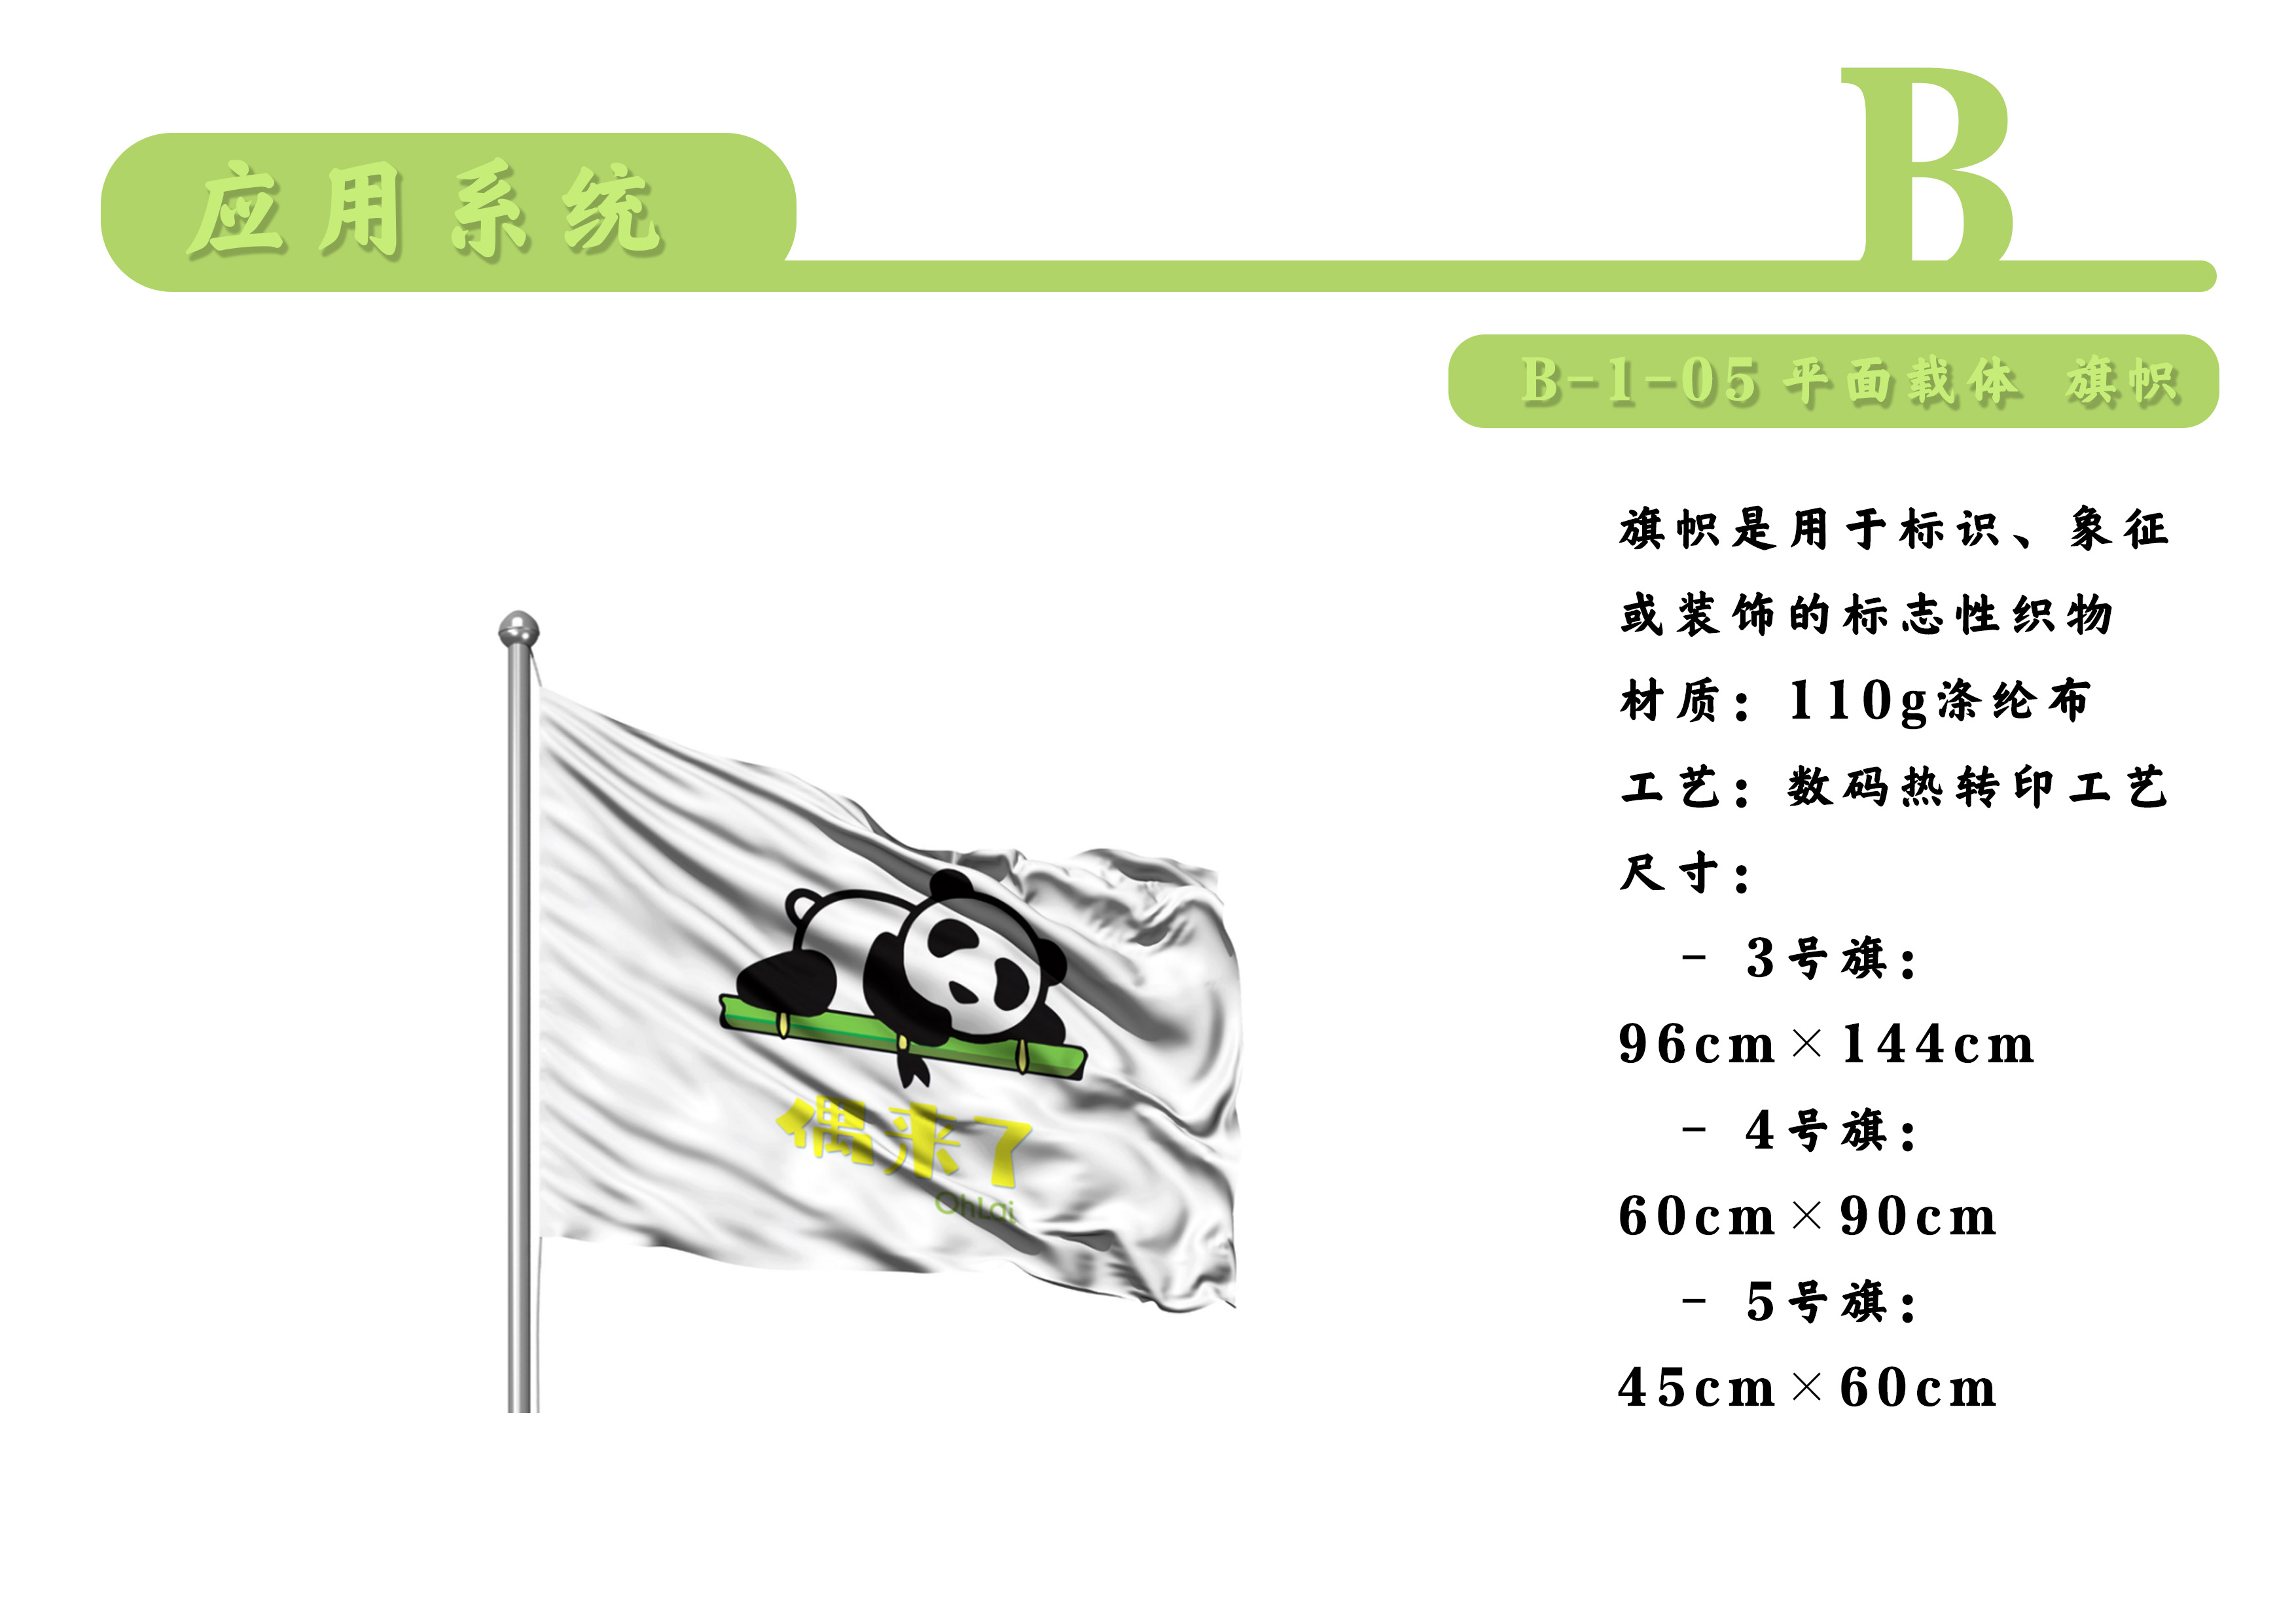 应用系统
B
B-1-05平面载体 旗帜
旗帜是用于标识、象征
或装饰的标志性织物
材质：110g涤纶布
工艺：数码热转印工艺
尺寸：
- 3号旗：
96cm×144cm
- 4号旗：
60cm×90cm
- 5号旗：
45cm×60cm
偶来了
OhLai